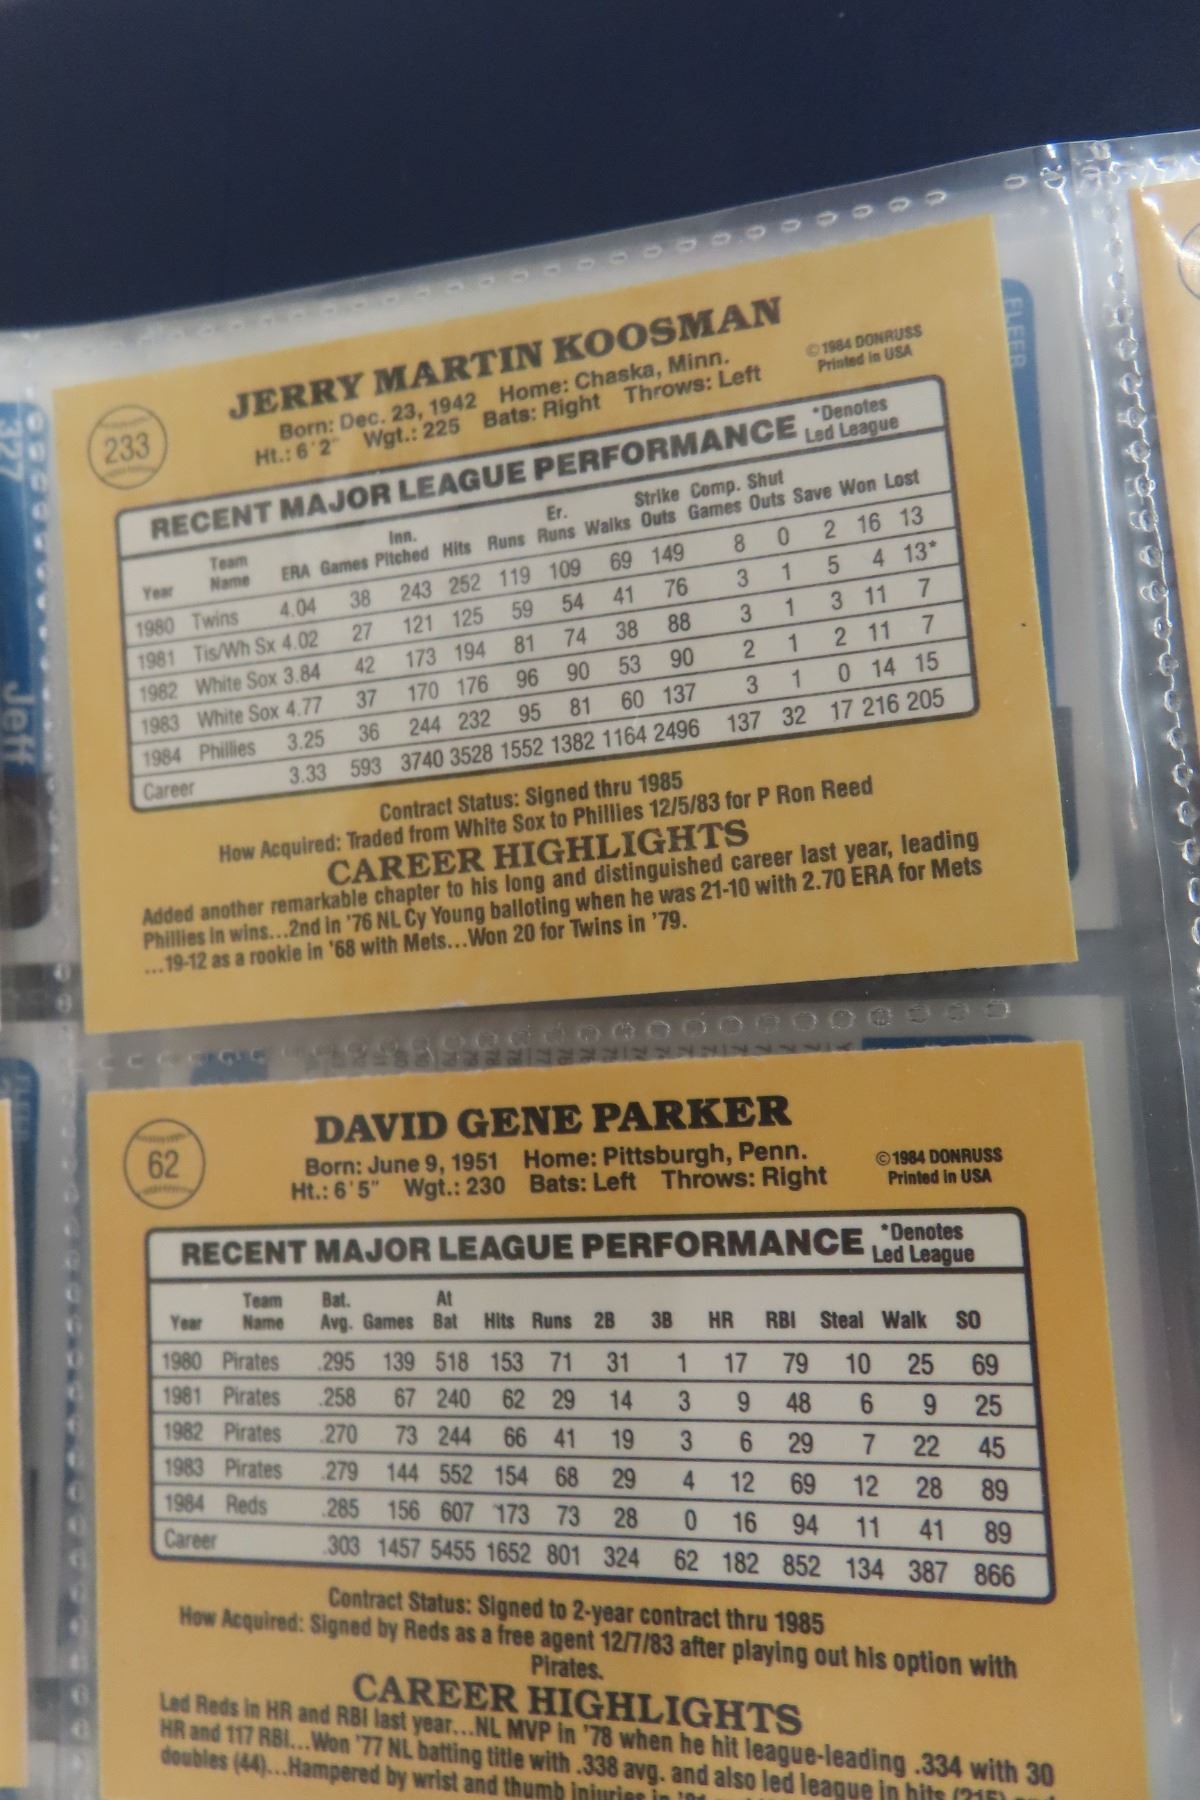 233
JERRY MARTIN KOOSMAN
Born: Dec. 23, 1942 Home: Chaska, Minn.
Ht.: 6'2" Wgt.: 225 Bats: Right Throws: Left
©1984 DONRUSS
Printed in USA
RECENT MAJOR LEAGUE PERFORMANCE *Denotes Led League
Year Team Name ERA Games Inn. Pitched Hits Runs Er. Runs Walks Strike Outs Comp. Games Shut Outs Save Won Lost
1980 Twins 4.04 38 243 252 119 109 69 149 8 0 2 16 13
1981 Tis/Wh Sx 4.02 27 121 125 59 54 41 76 3 1 5 4 13*
1982 White Sox 3.84 42 173 194 81 74 38 88 3 1 3 11 7
1983 White Sox 4.77 37 170 176 96 90 53 90 2 1 2 11 7
1984 Phillies 3.25 36 244 232 95 81 60 137 3 1 0 14 15
Career 3.33 593 3740 3528 1552 1382 1164 2496 137 32 17 216 205
Contract Status: Signed thru 1985
How Acquired: Traded from White Sox to Phillies 12/5/83 for P Ron Reed
CAREER HIGHLIGHTS
Added another remarkable chapter to his long and distinguished career last year, leading
Phillies in wins...2nd in '76 NL Cy Young balloting when he was 21-10 with 2.70 ERA for Mets
...19-12 as a rookie in '68 with Mets...Won 20 for Twins in '79.
FLEER
327
Jeff
62
DAVID GENE PARKER
Born: June 9, 1951 Home: Pittsburgh, Penn.
Ht.: 6'5" Wgt.: 230 Bats: Left Throws: Right
©1984 DONRUSS
Printed in USA
RECENT MAJOR LEAGUE PERFORMANCE *Denotes Led League
Year Team Name Bat. Avg. Games At Bat Hits Runs 2B 3B HR RBI Steal Walk SO
1980 Pirates .295 139 518 153 71 31 1 17 79 10 25 69
1981 Pirates .258 67 240 62 29 14 3 9 48 6 9 25
1982 Pirates .270 73 244 66 41 19 3 6 29 7 22 45
1983 Pirates .279 144 552 154 68 29 4 12 69 12 28 89
1984 Reds .285 156 607 173 73 28 0 16 94 11 41 89
Career .303 1457 5455 1652 801 324 62 182 852 134 387 866
Contract Status: Signed to 2-year contract thru 1985
How Acquired: Signed by Reds as a free agent 12/7/83 after playing out his option with
Pirates.
CAREER HIGHLIGHTS
Led Reds in HR and RBI last year...NL MVP in '78 when he hit league-leading .334 with 30
HR and 117 RBI...Won '77 NL batting title with .338 avg. and also led league in hits (215) and
doubles (44)...Hampered by wrist and thumb injuries in '81
FLEER